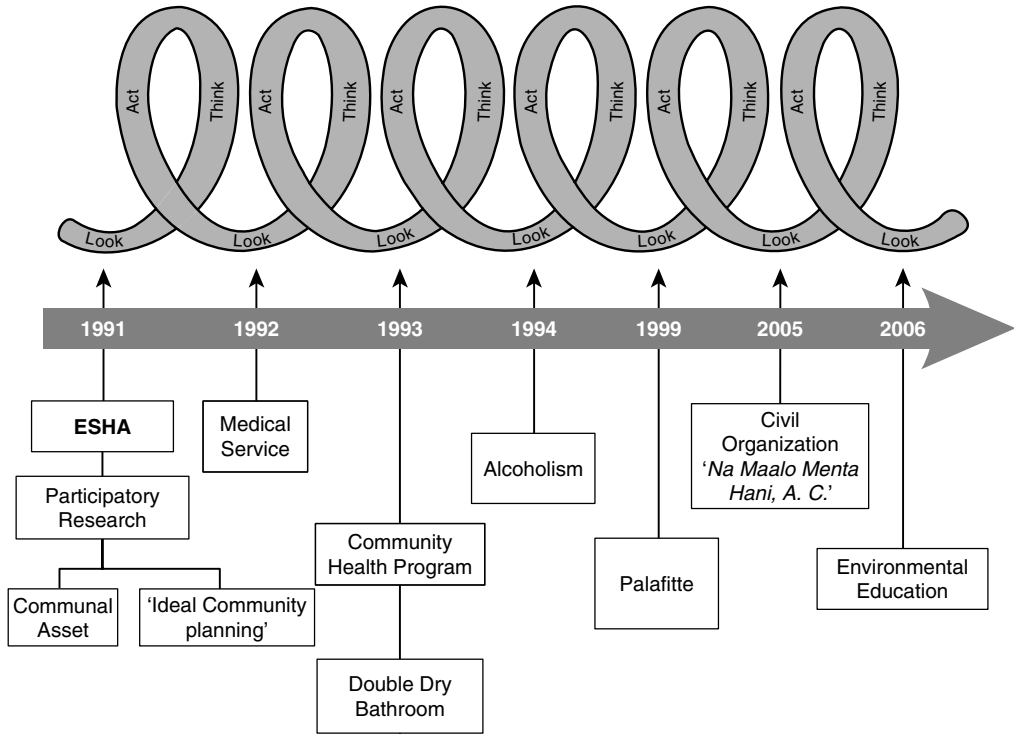 Act
Think
Act
Think
Act
Think
Act
Think
Act
Think
Act
Think
Look
Look
Look
Look
Look
Look
Look
1991
1992
1993
1994
1999
2005
2006
ESHA
Participatory
Research
Communal
Asset
‘Ideal Community
planning’
Medical
Service
Community
Health Program
Double Dry
Bathroom
Alcoholism
Palafitte
Civil
Organization
‘Na Maalo Menta
Hani, A. C.’
Environmental
Education